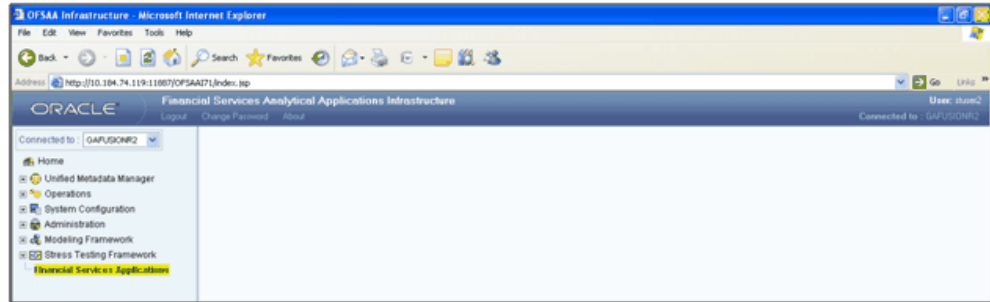 OFSAA Infrastructure - Microsoft Internet Explorer
File Edit View Favorites Tools Help
Back Search Favorites
Address http://10.184.74.119:11887/OFSAAI71/index.jsp Go Links »
ORACLE Financial Services Analytical Applications Infrastructure User: sturm2
Logout Change Password About Connected to : GAFUSIONR2
Connected to : GAFUSIONR2
Home
Unified Metadata Manager
Operations
System Configuration
Administration
Modeling Framework
Stress Testing Framework
Financial Services Applications